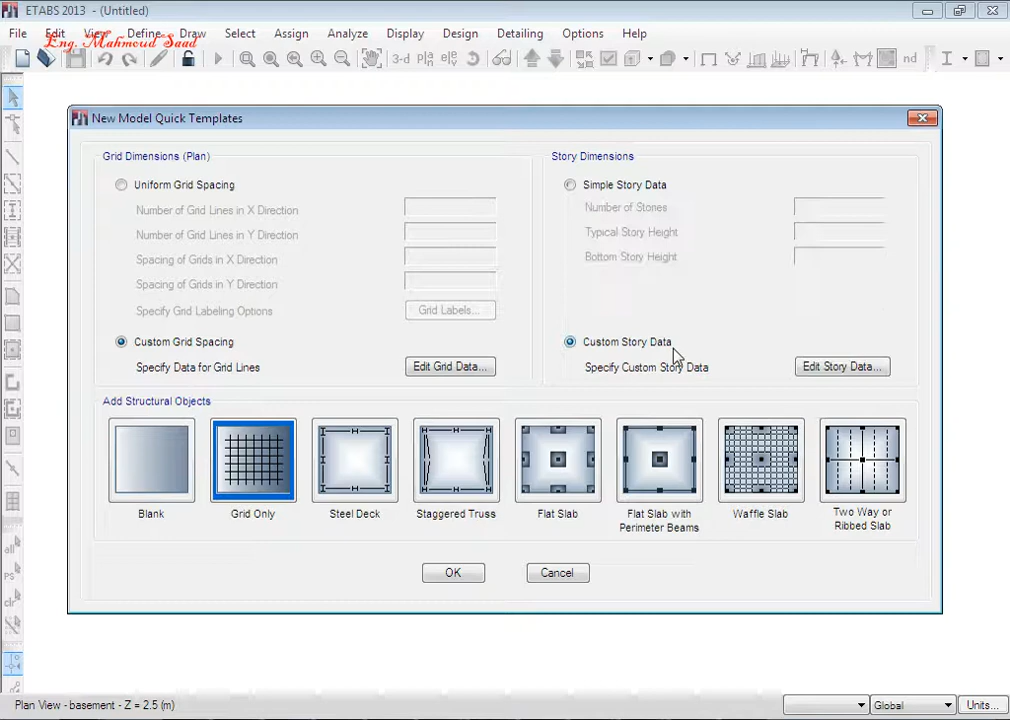 ETABS 2013 - (Untitled)
File Edit View Define Draw Select Assign Analyze Display Design Detailing Options Help
Eng. Mahmoud Saad
3-d nd
New Model Quick Templates
Grid Dimensions (Plan)
Uniform Grid Spacing
Number of Grid Lines in X Direction
Number of Grid Lines in Y Direction
Spacing of Grids in X Direction
Spacing of Grids in Y Direction
Specify Grid Labeling Options Grid Labels...
Custom Grid Spacing
Specify Data for Grid Lines Edit Grid Data...
Story Dimensions
Simple Story Data
Number of Stories
Typical Story Height
Bottom Story Height
Custom Story Data
Specify Custom Story Data Edit Story Data...
Add Structural Objects
Blank
Grid Only
Steel Deck
Staggered Truss
Flat Slab
Flat Slab with
Perimeter Beams
Waffle Slab
Two Way or
Ribbed Slab
OK Cancel
all
PS
clr
Plan View - basement - Z = 2.5 (m) Global Units...